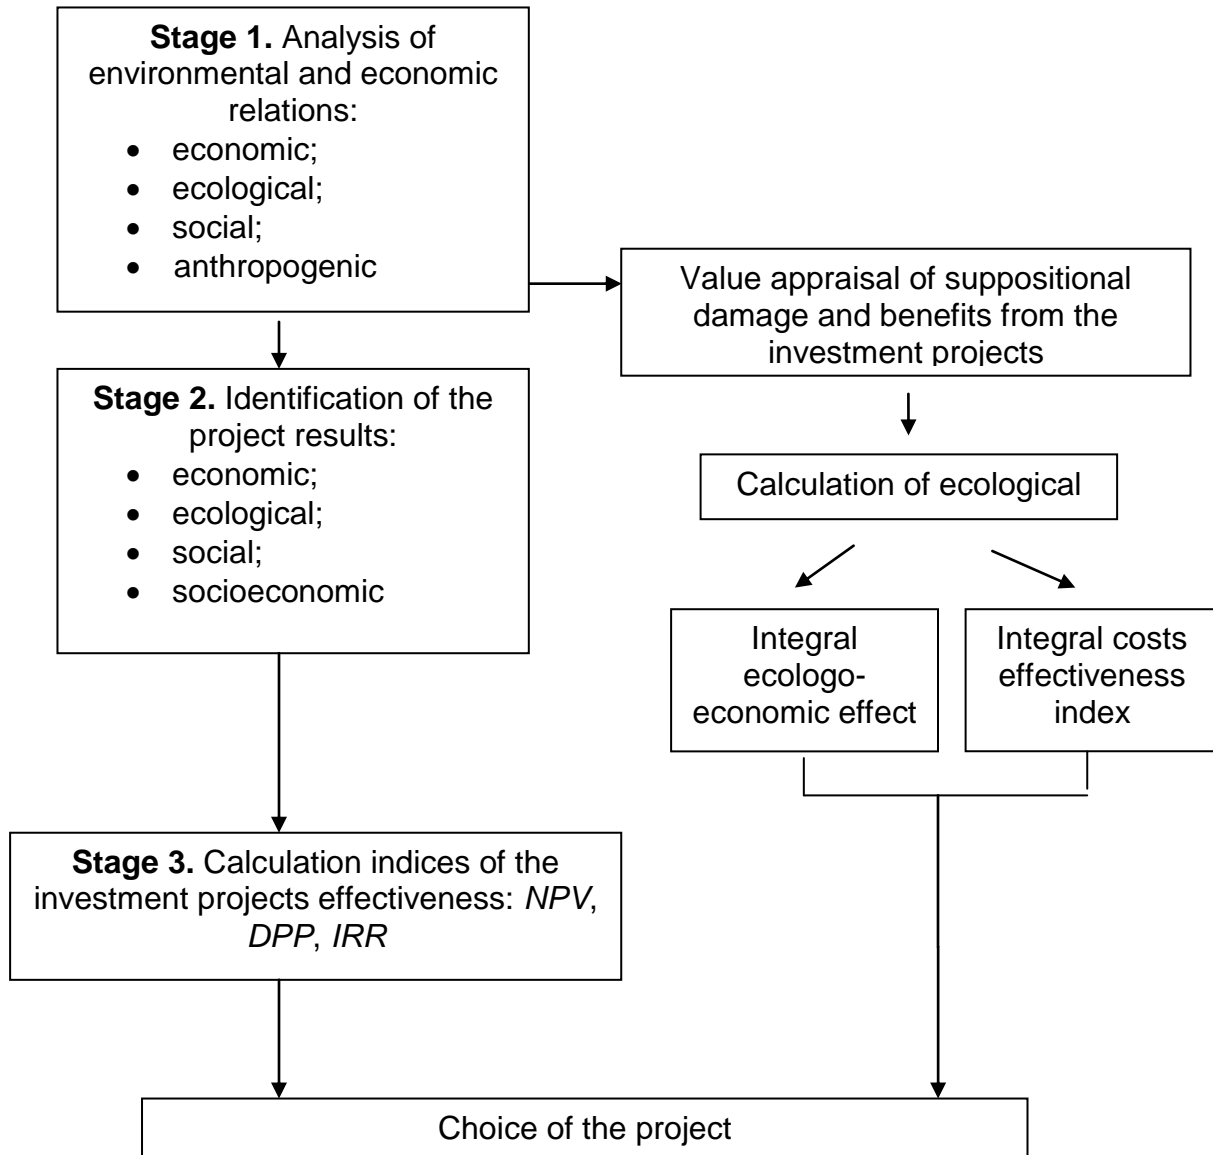 Stage 1. Analysis of
environmental and economic
relations:
• economic;
• ecological;
• social;
• anthropogenic
Value appraisal of suppositional
damage and benefits from the
investment projects
Stage 2. Identification of the
project results:
• economic;
• ecological;
• social;
• socioeconomic
Calculation of ecological
Integral
ecologo-
economic effect
Integral costs
effectiveness
index
Stage 3. Calculation indices of the
investment projects effectiveness: NPV,
DPP, IRR
Choice of the project